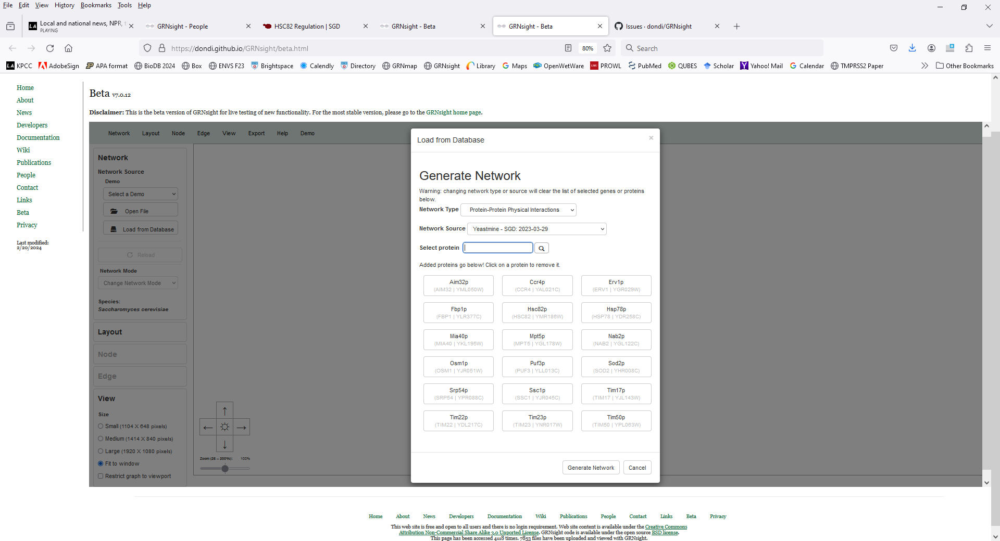 File Edit View History Bookmarks Tools Help
Local and national news, NPR, t
PLAYING
GRNsight - People
HSC82 Regulation | SGD
GRNsight - Beta
GRNsight - Beta
Issues · dondi/GRNsight
https://dondi.github.io/GRNsight/beta.html
80%
Search
KPCC AdobeSign APA format BioDB 2024 Box ENVS F23 Brightspace Calendly Directory GRNmap GRNsight Library Maps OpenWetWare PROWL PubMed QUBES Scholar Yahoo! Mail Calendar TMPRSS2 Paper Other Bookmarks
Home
About
News
Developers
Documentation
Wiki
Publications
People
Contact
Links
Beta
Privacy
Last modified:
2/20/2024
Beta v7.0.12
Disclaimer: This is the beta version of GRNsight for live testing of new functionality. For the most stable version, please go to the GRNsight home page.
Network Layout Node Edge View Export Help Demo
Network
Network Source
Demo
Select a Demo
Open File
Load from Database
Reload
Network Mode
Change Network Mode
Species:
Saccharomyces cerevisiae
Layout
Node
Edge
View
Size
Small (1104 X 648 pixels)
Medium (1414 X 840 pixels)
Large (1920 X 1080 pixels)
Fit to window
Restrict graph to viewport
Zoom (25 – 200%): 100%
Load from Database
×
Generate Network
Warning: changing network type or source will clear the list of selected genes or proteins
below.
Network Type Protein-Protein Physical Interactions
Network Source Yeastmine - SGD: 2023-03-29
Select protein
Added proteins go below! Click on a protein to remove it.
Aim32p Ccr4p Erv1p
(AIM32 | YML050W) (CCR4 | YAL021C) (ERV1 | YGR029W)
Fbp1p Hsc82p Hsp78p
(FBP1 | YLR377C) (HSC82 | YMR186W) (HSP78 | YDR258C)
Mia40p Mpt5p Nab2p
(MIA40 | YKL195W) (MPT5 | YGL178W) (NAB2 | YGL122C)
Osm1p Puf3p Sod2p
(OSM1 | YJR051W) (PUF3 | YLL013C) (SOD2 | YHR008C)
Srp54p Ssc1p Tim17p
(SRP54 | YPR088C) (SSC1 | YJR045C) (TIM17 | YJL143W)
Tim22p Tim23p Tim50p
(TIM22 | YDL217C) (TIM23 | YNR017W) (TIM50 | YPL063W)
Generate Network Cancel
Home About News Developers Documentation Wiki Publications People Contact Links Beta Privacy
This web site is free and open to all users and there is no login requirement. Web site content is available under the Creative Commons
Attribution Non-Commercial Share Alike 3.0 Unported License. GRNsight code is available under the open source BSD license.
This page has been accessed 4118 times. 7853 files have been uploaded and viewed with GRNsight.